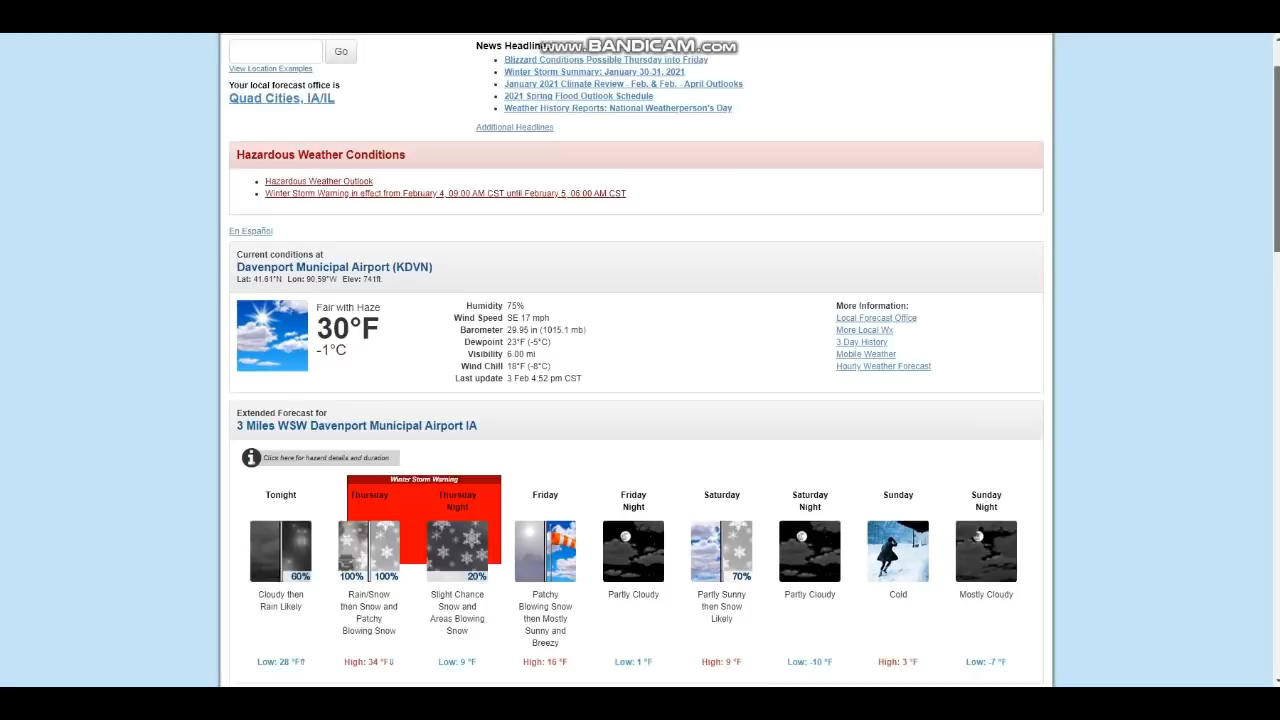 www.BANDICAM.com
Go
View Location Examples
Your local forecast office is
Quad Cities, IA/IL
News Headlin
Blizzard Conditions Possible Thursday into Friday
Winter Storm Summary: January 30-31, 2021
January 2021 Climate Review - Feb, & Feb. - April Outlooks
2021 Spring Flood Outlook Schedule
Weather History Reports: National Weatherperson's Day
Additional Headlines
Hazardous Weather Conditions
Hazardous Weather Outlook
Winter Storm Warning in effect from February 4, 09:00 AM CST until February 5, 06:00 AM CST
En Español
Current conditions at
Davenport Municipal Airport (KDVN)
Lat: 41.61°N Lon: 90.59°W Elev: 741ft.
Fair with Haze
30°F
-1°C
Humidity 75%
Wind Speed SE 17 mph
Barometer 29.95 in (1015.1 mb)
Dewpoint 23°F (-5°C)
Visibility 6.00 mi
Wind Chill 18°F (-8°C)
Last update 3 Feb 4:52 pm CST
More Information:
Local Forecast Office
More Local Wx
3 Day History
Mobile Weather
Hourly Weather Forecast
Extended Forecast for
3 Miles WSW Davenport Municipal Airport IA
i Click here for hazard details and duration
Winter Storm Warning
Tonight
60%
Cloudy then
Rain Likely
Low: 28 °F⇑
Thursday
100% 100%
Rain/Snow
then Snow and
Patchy
Blowing Snow
High: 34 °F⇓
Thursday
Night
20%
Slight Chance
Snow and
Areas Blowing
Snow
Low: 9 °F
Friday
Patchy
Blowing Snow
then Mostly
Sunny and
Breezy
High: 16 °F
Friday
Night
Partly Cloudy
Low: 1 °F
Saturday
70%
Partly Sunny
then Snow
Likely
High: 9 °F
Saturday
Night
Partly Cloudy
Low: -10 °F
Sunday
Cold
High: 3 °F
Sunday
Night
Mostly Cloudy
Low: -7 °F